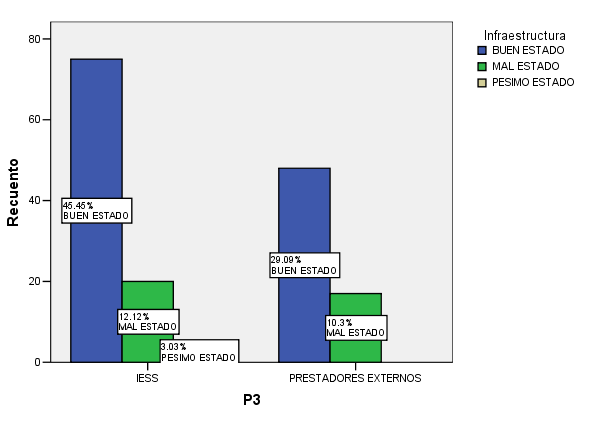 Infraestructura
BUEN ESTADO
MAL ESTADO
PESIMO ESTADO
Recuento
80
60
40
20
0
45.45%
BUEN ESTADO
12.12%
MAL ESTADO
3.03%
PESIMO ESTADO
29.09%
BUEN ESTADO
10.3%
MAL ESTADO
IESS
PRESTADORES EXTERNOS
P3